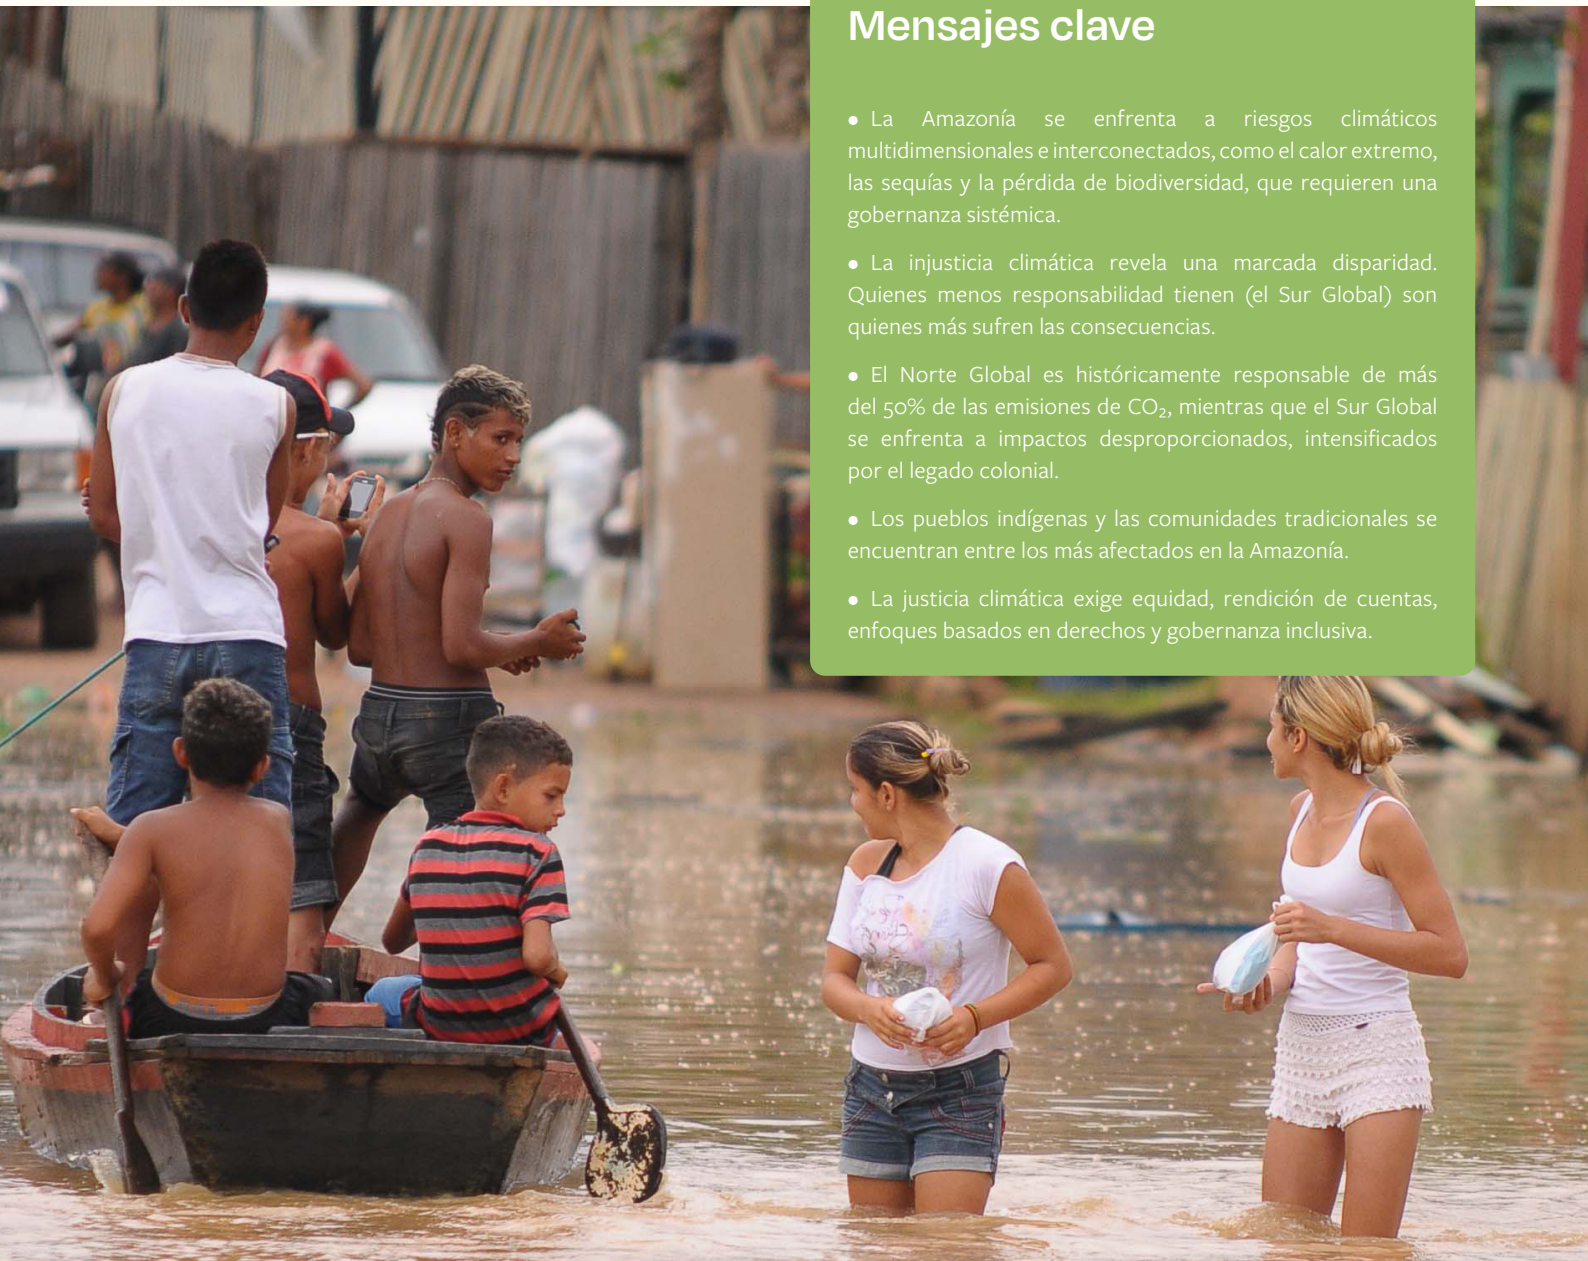 Mensajes clave
● La Amazonía se enfrenta a riesgos climáticos
multidimensionales e interconectados, como el calor extremo,
las sequías y la pérdida de biodiversidad, que requieren una
gobernanza sistémica.
● La injusticia climática revela una marcada disparidad.
Quienes menos responsabilidad tienen (el Sur Global) son
quienes más sufren las consecuencias.
● El Norte Global es históricamente responsable de más
del 50% de las emisiones de CO₂, mientras que el Sur Global
se enfrenta a impactos desproporcionados, intensificados
por el legado colonial.
● Los pueblos indígenas y las comunidades tradicionales se
encuentran entre los más afectados en la Amazonía.
● La justicia climática exige equidad, rendición de cuentas,
enfoques basados en derechos y gobernanza inclusiva.